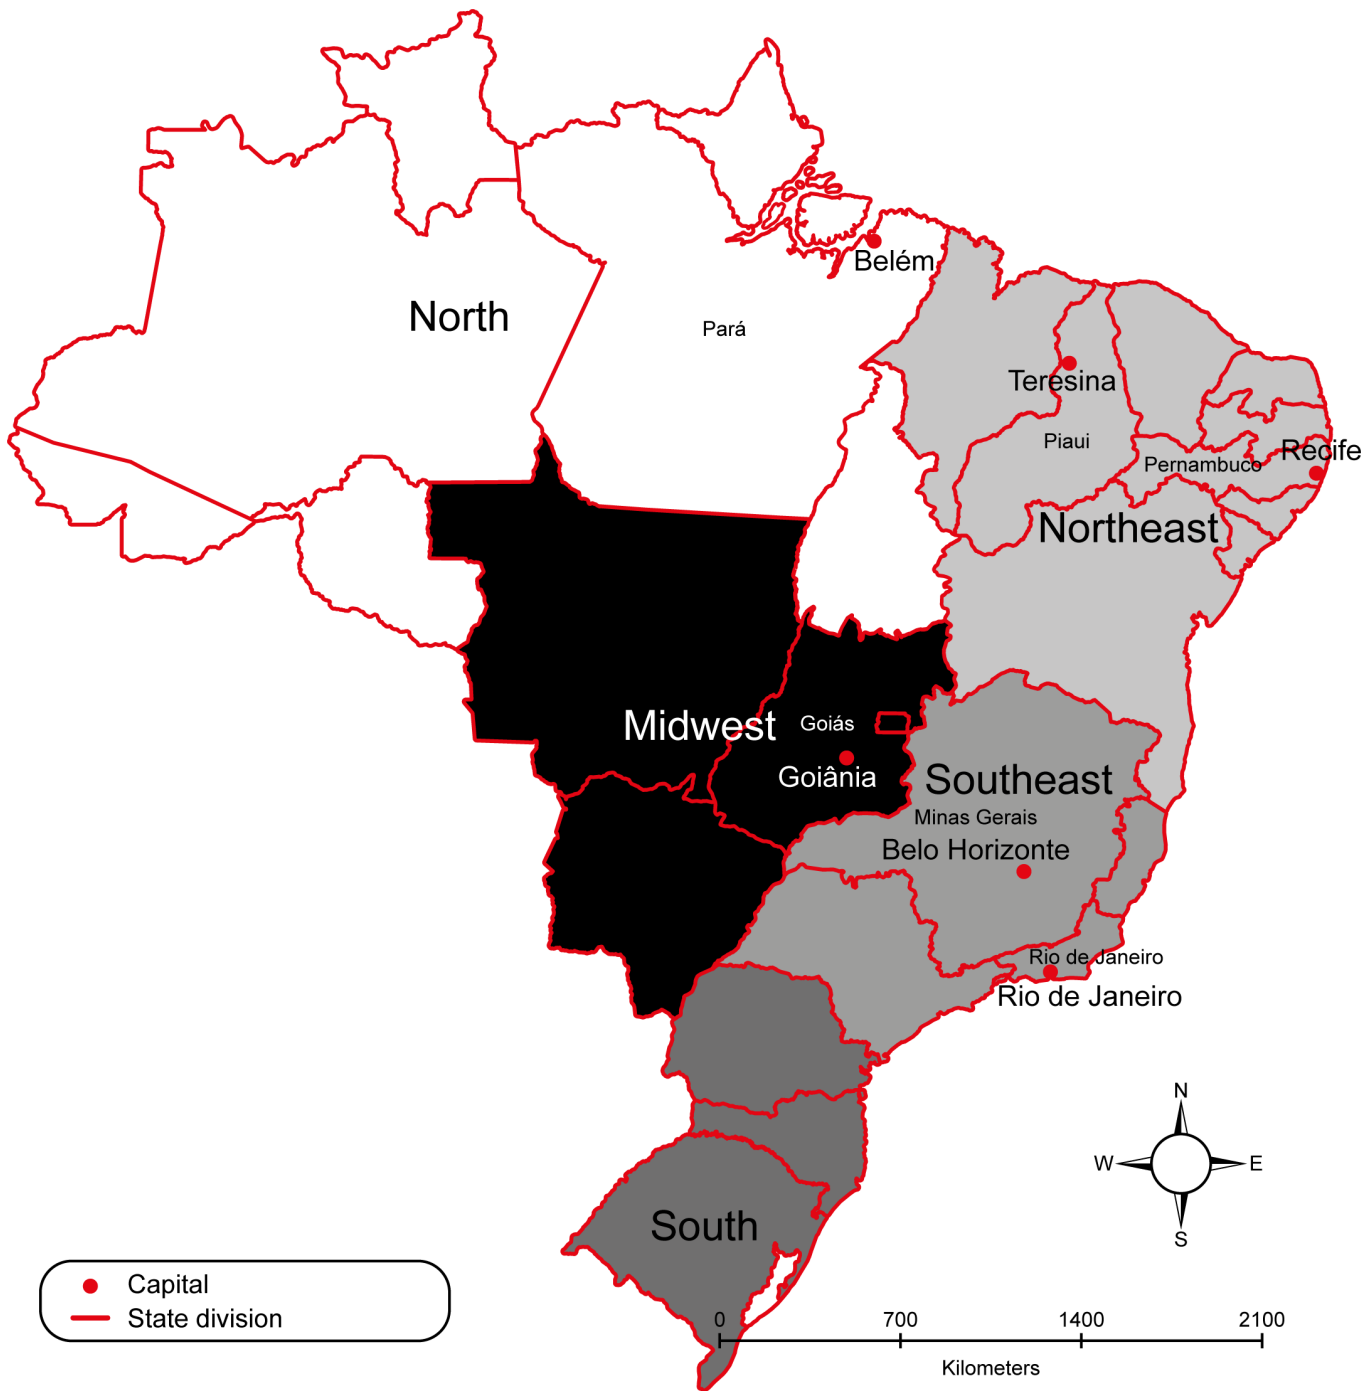 Belém
North
Pará
Teresina
Piaui
Recife
Pernambuco
Northeast
Midwest
Goiás
Goiânia
Southeast
Minas Gerais
Belo Horizonte
Rio de Janeiro
Rio de Janeiro
N
W
E
S
South
Capital
State division
0 700 1400 2100
Kilometers